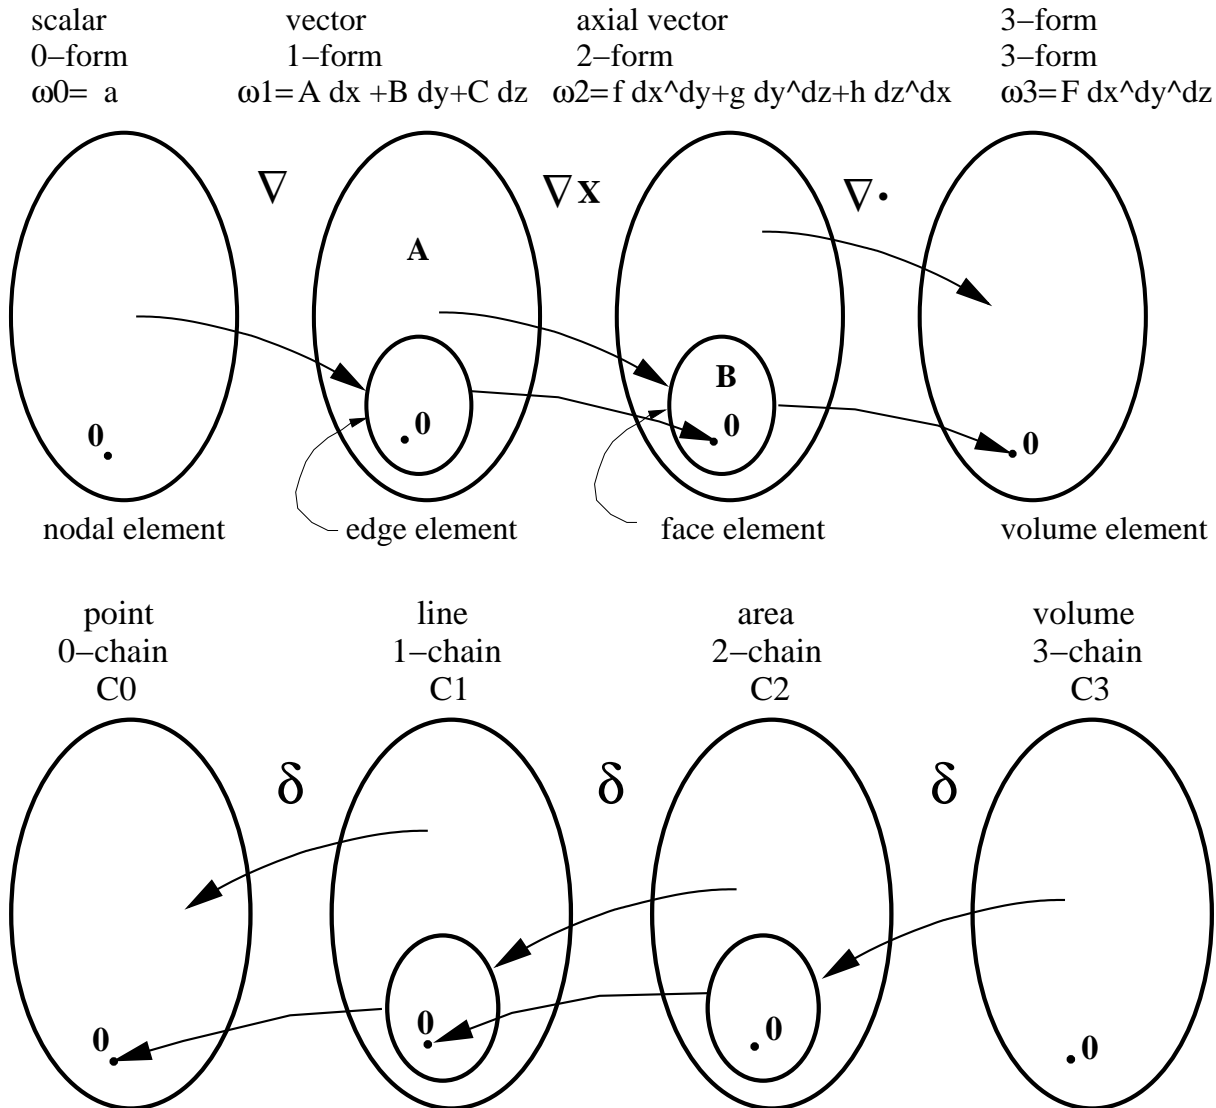 scalar vector axial vector 3−form
0−form 1−form 2−form 3−form
ω0= a ω1=A dx +B dy+C dz ω2=f dx^dy+g dy^dz+h dz^dx ω3=F dx^dy^dz
∇ ∇X ∇•
A
B
0 0 0 0
nodal element edge element face element volume element
point line area volume
0−chain 1−chain 2−chain 3−chain
C0 C1 C2 C3
δ δ δ
0 0 0 0